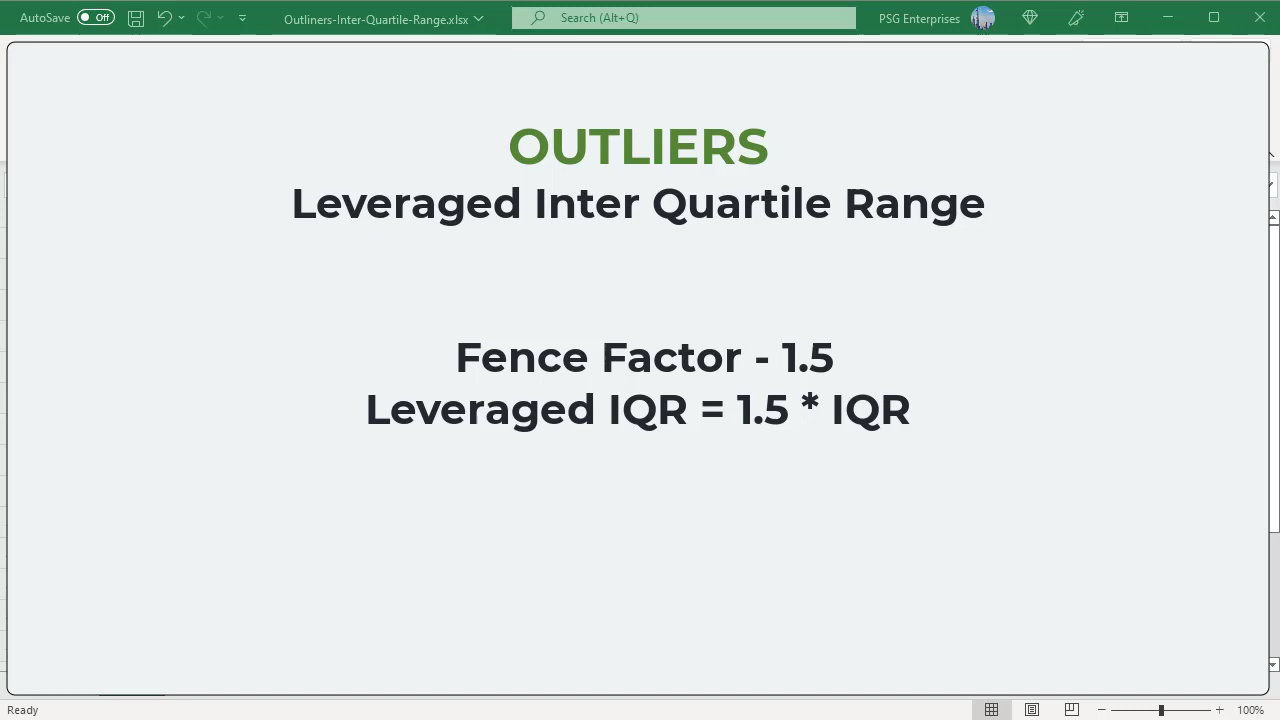 AutoSave Off Outliners-Inter-Quartile-Range.xlsx Search (Alt+Q) PSG Enterprises
OUTLIERS
Leveraged Inter Quartile Range
Fence Factor - 1.5
Leveraged IQR = 1.5 * IQR
Ready 100%